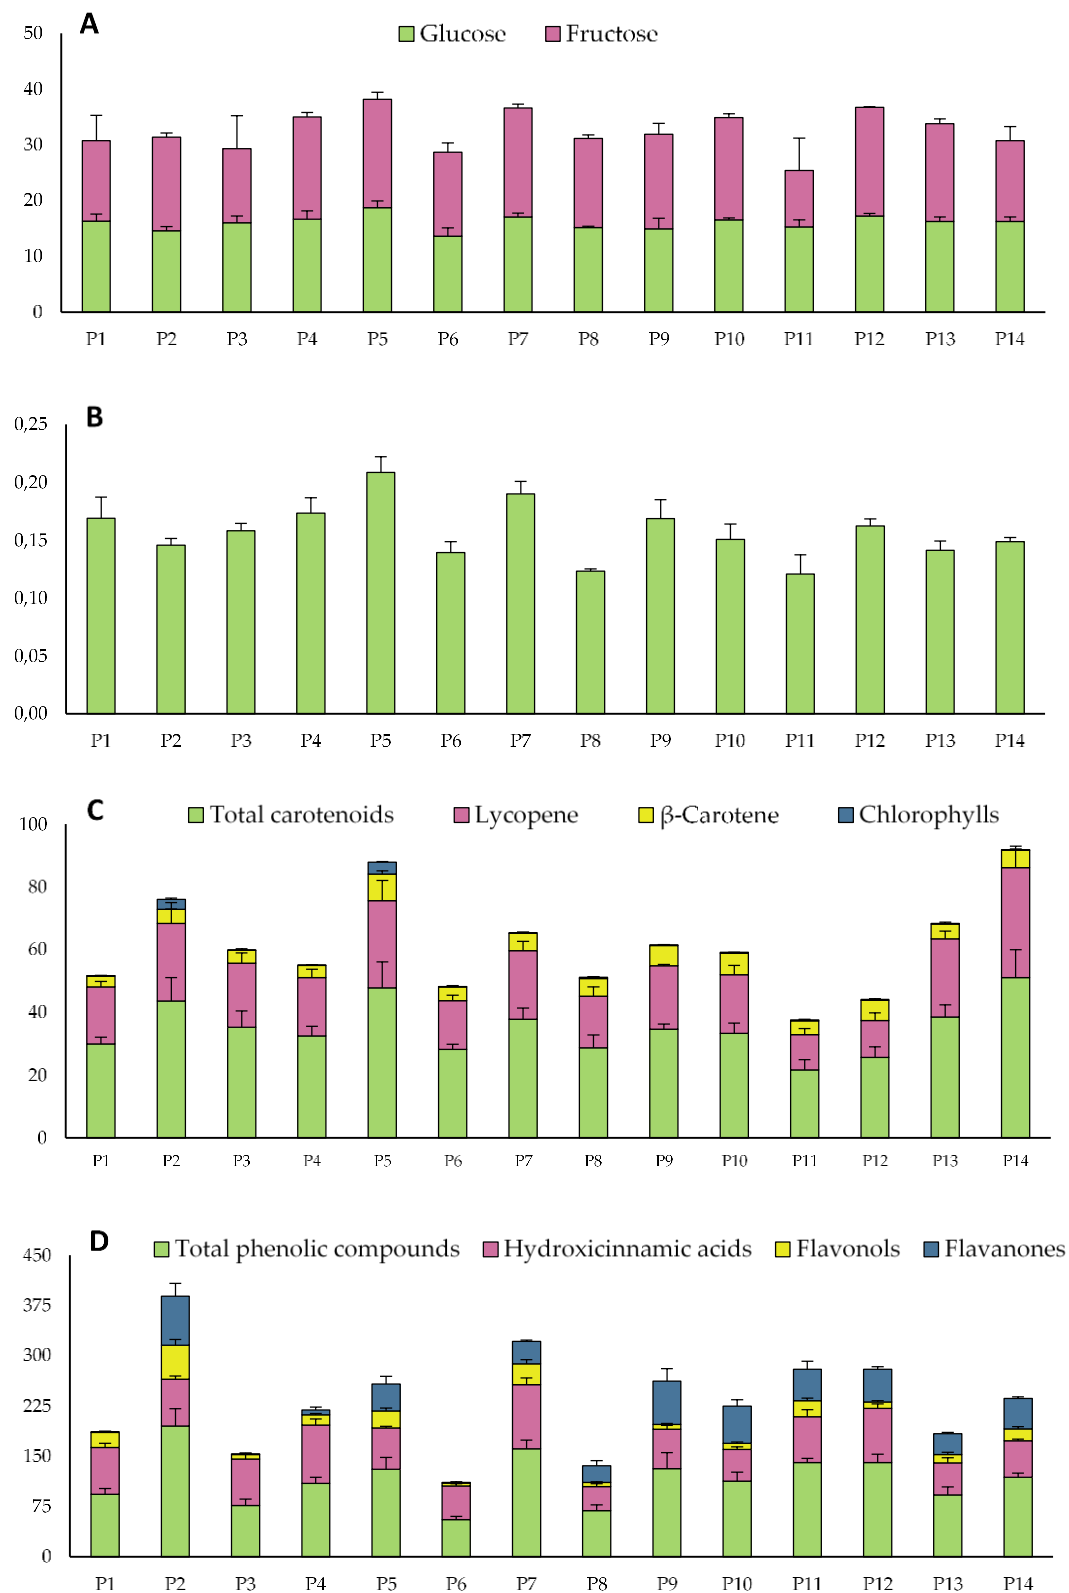 A
Glucose Fructose
50
40
30
20
10
0
P1 P2 P3 P4 P5 P6 P7 P8 P9 P10 P11 P12 P13 P14
B
0,25
0,20
0,15
0,10
0,05
0,00
P1 P2 P3 P4 P5 P6 P7 P8 P9 P10 P11 P12 P13 P14
C
Total carotenoids Lycopene β-Carotene Chlorophylls
100
80
60
40
20
0
P1 P2 P3 P4 P5 P6 P7 P8 P9 P10 P11 P12 P13 P14
D
Total phenolic compounds Hydroxicinnamic acids Flavonols Flavanones
450
375
300
225
150
75
0
P1 P2 P3 P4 P5 P6 P7 P8 P9 P10 P11 P12 P13 P14